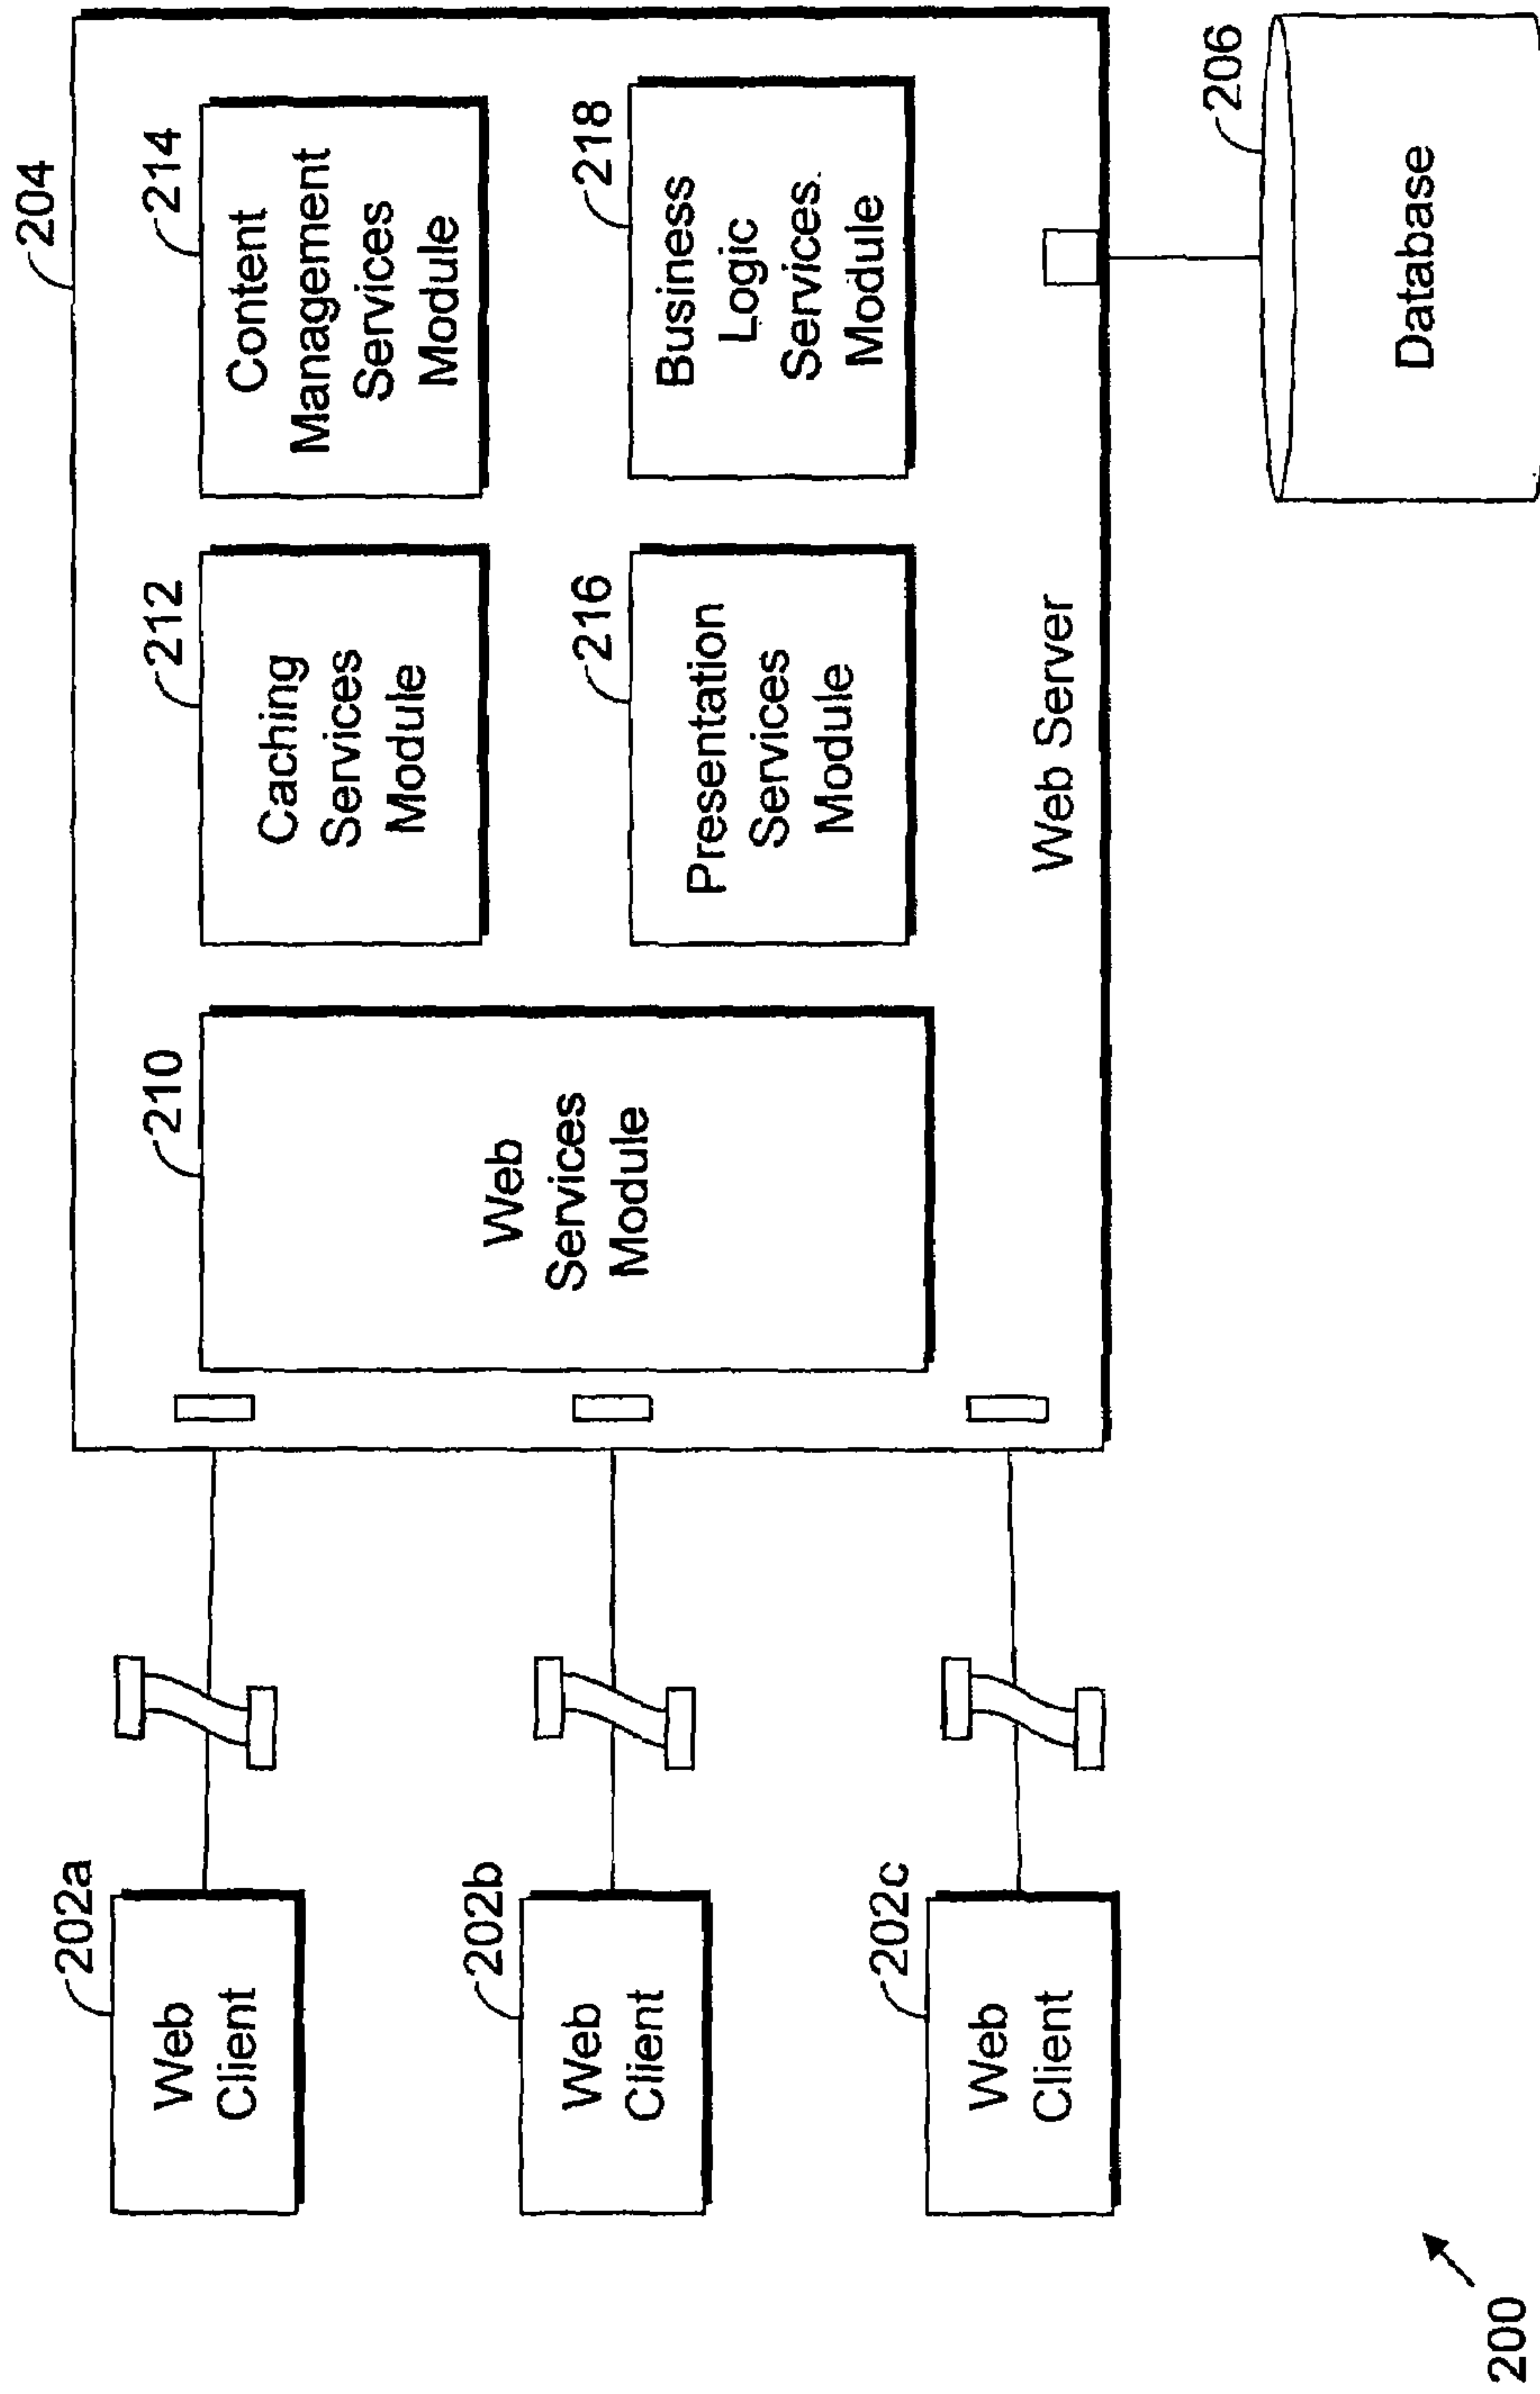 204
202a
Web
Client
202b
Web
Client
202c
Web
Client
210
Web
Services
Module
212
Caching
Services
Module
214
Content
Management
Services
Module
216
Presentation
Services
Module
218
Business
Logic
Services.
Module
Web Server
206
Database
200